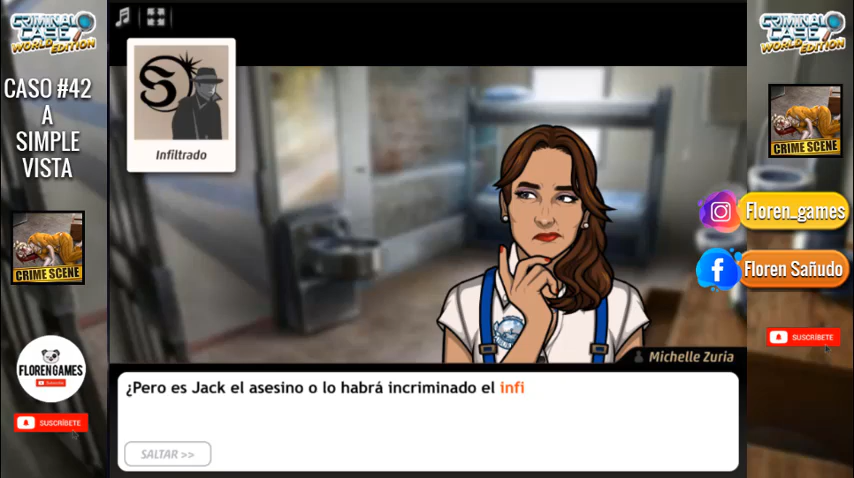 CRIMINAL
CASE
WORLD EDITION
CASO #42
A
SIMPLE
VISTA
CRIME SCENE
FLOREN GAMES
SUSCRÍBETE
Infiltrado
Michelle Zuria
¿Pero es Jack el asesino o lo habrá incriminado el infi
SALTAR >>
CRIMINAL
CASE
WORLD EDITION
CRIME SCENE
Floren_games
Floren Sañudo
SUSCRÍBETE